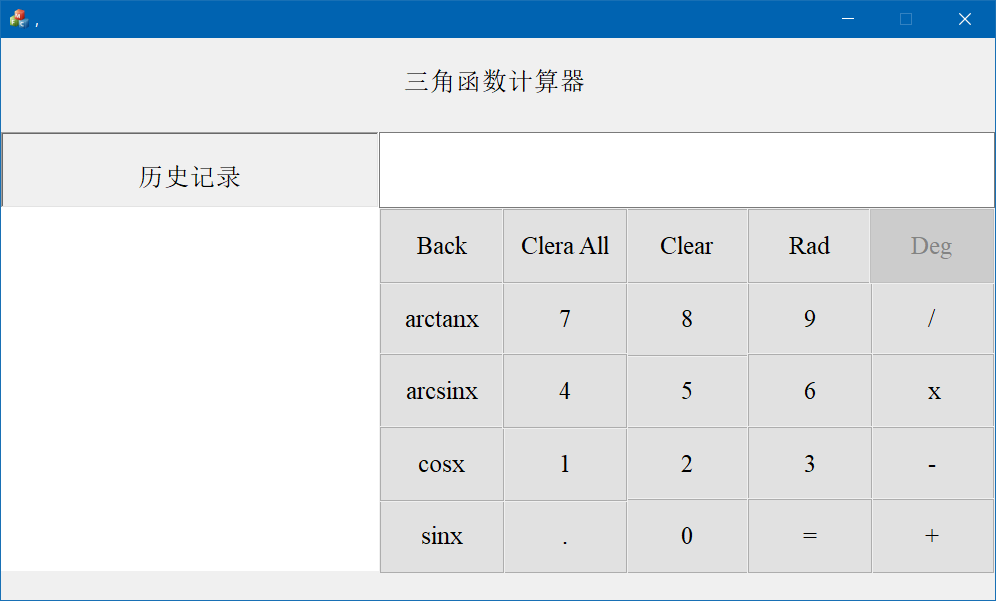 ,
三角函数计算器
历史记录
Back Clera All Clear Rad Deg
arctanx 7 8 9 /
arcsinx 4 5 6 x
cosx 1 2 3 -
sinx . 0 = +